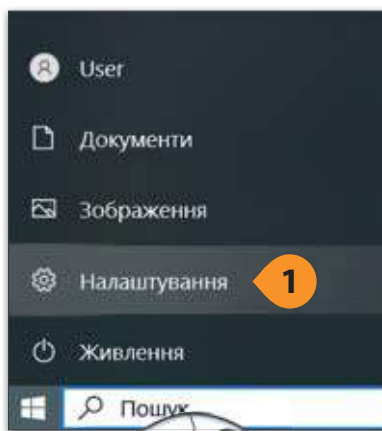 User
Документи
Зображення
Налаштування 1
Живлення
Пошук